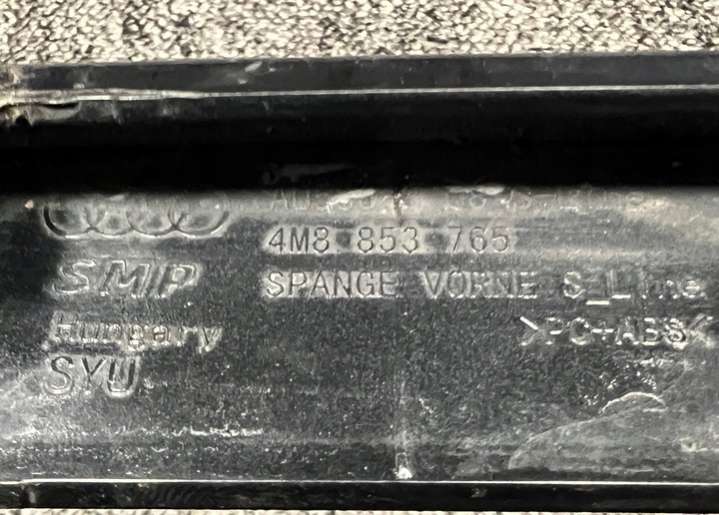 4M8 853 765
SMP
SPANGE VORNE S_Line
Hungary
>PC+ABS<
SYU